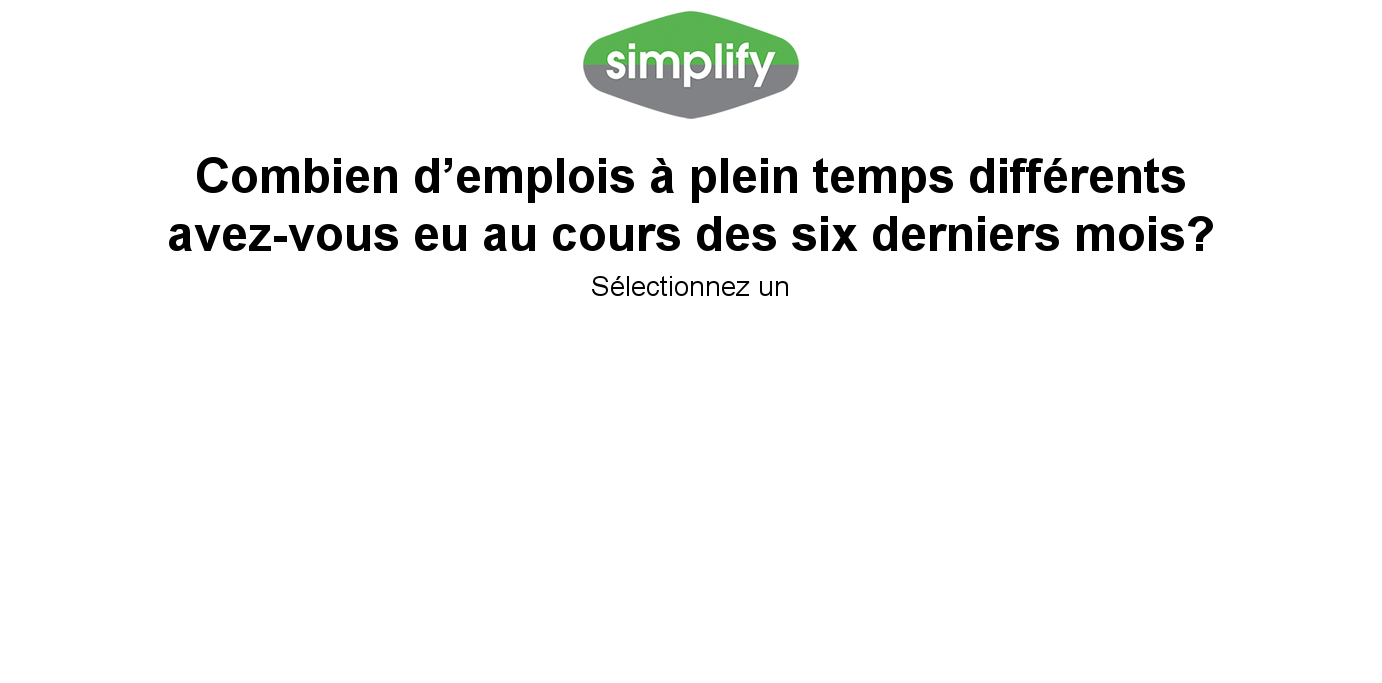 simplify
Combien d’emplois à plein temps différents
avez-vous eu au cours des six derniers mois?
Sélectionnez un